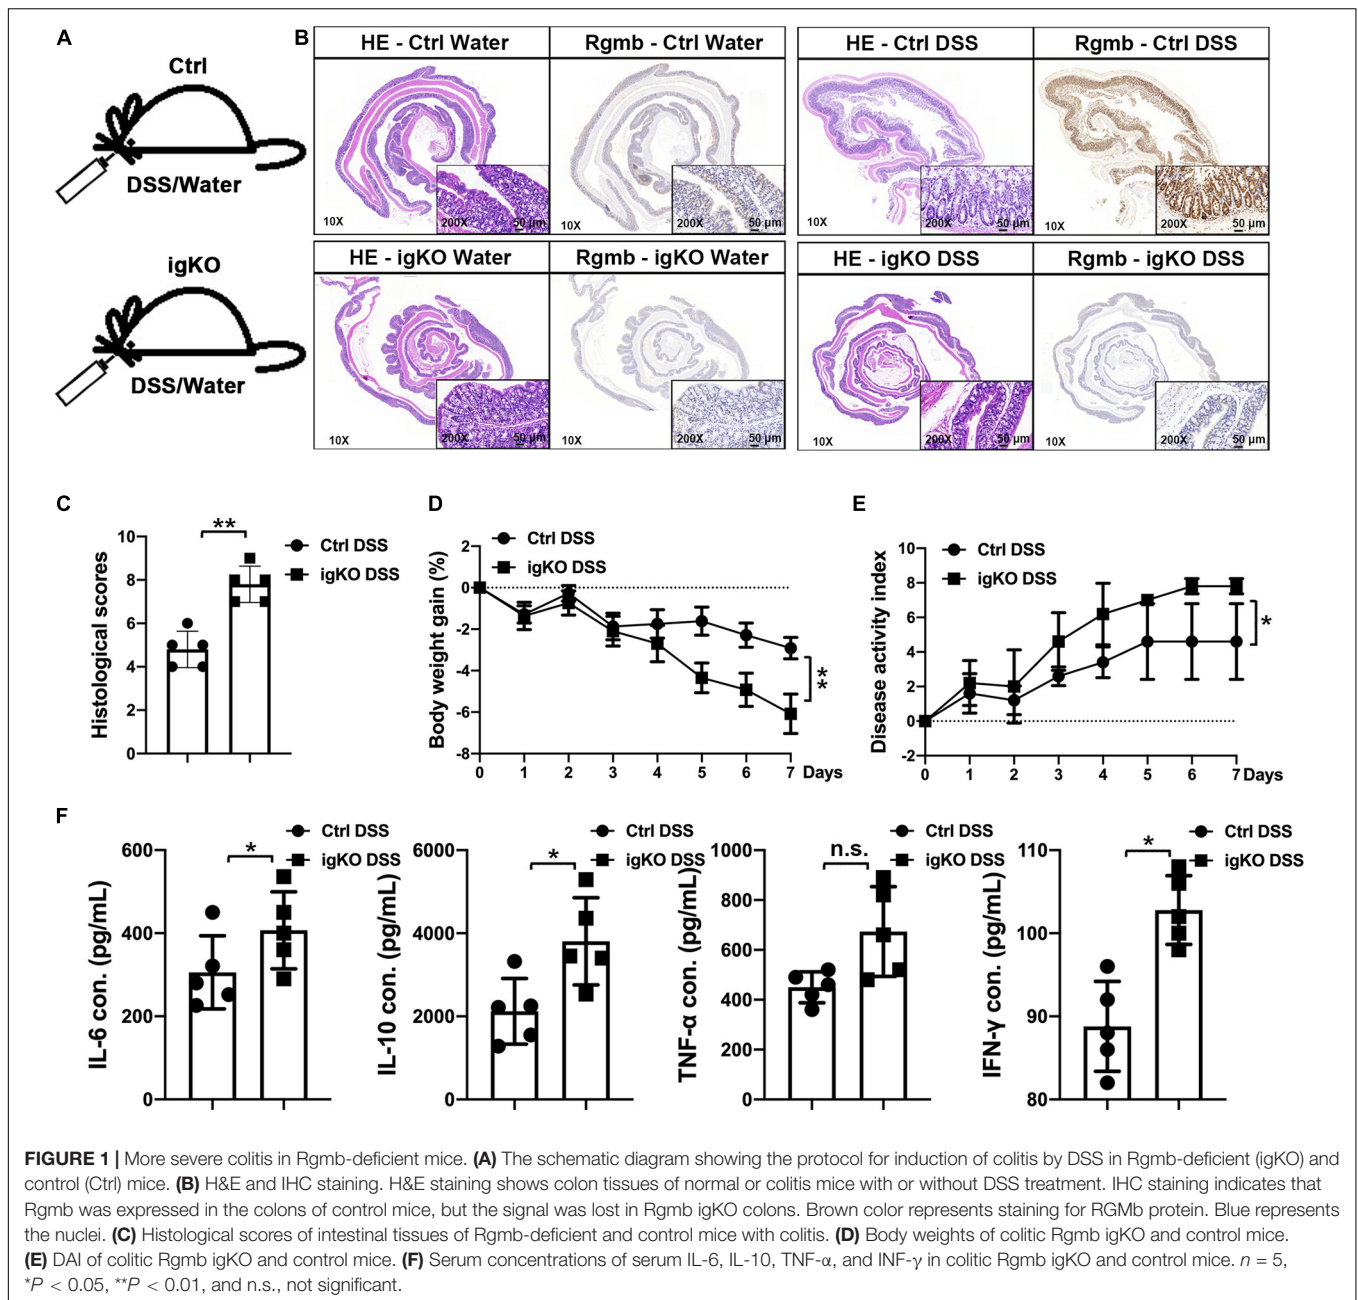 A
Ctrl
DSS/Water
igKO
DSS/Water
B
HE - Ctrl Water
Rgmb - Ctrl Water
HE - Ctrl DSS
Rgmb - Ctrl DSS
10X
200X
50 µm
10X
200X
50 µm
10X
200X
50 µm
10X
200X
50 µm
HE - igKO Water
Rgmb - igKO Water
HE - igKO DSS
Rgmb - igKO DSS
10X
200X
50 µm
10X
200X
50 µm
10X
200X
50 µm
10X
200X
50 µm
C
Histological scores
10
8
6
4
2
0
**
Ctrl DSS
igKO DSS
D
Body weight gain (%)
2
0
-2
-4
-6
-8
0 1 2 3 4 5 6 7 Days
Ctrl DSS
igKO DSS
**
E
Disease activity index
10
8
6
4
2
0
-2
0 1 2 3 4 5 6 7 Days
Ctrl DSS
igKO DSS
*
F
IL-6 con. (pg/mL)
600
400
200
0
*
Ctrl DSS
igKO DSS
IL-10 con. (pg/mL)
6000
4000
2000
0
*
Ctrl DSS
igKO DSS
TNF-α con. (pg/mL)
1000
800
600
400
200
0
n.s.
Ctrl DSS
igKO DSS
IFN-γ con. (pg/mL)
110
100
90
80
*
Ctrl DSS
igKO DSS
FIGURE 1 | More severe colitis in Rgmb-deficient mice. (A) The schematic diagram showing the protocol for induction of colitis by DSS in Rgmb-deficient (igKO) and
control (Ctrl) mice. (B) H&E and IHC staining. H&E staining shows colon tissues of normal or colitis mice with or without DSS treatment. IHC staining indicates that
Rgmb was expressed in the colons of control mice, but the signal was lost in Rgmb igKO colons. Brown color represents staining for RGMb protein. Blue represents
the nuclei. (C) Histological scores of intestinal tissues of Rgmb-deficient and control mice with colitis. (D) Body weights of colitic Rgmb igKO and control mice.
(E) DAI of colitic Rgmb igKO and control mice. (F) Serum concentrations of serum IL-6, IL-10, TNF-α, and INF-γ in colitic Rgmb igKO and control mice. n = 5,
*P < 0.05, **P < 0.01, and n.s., not significant.